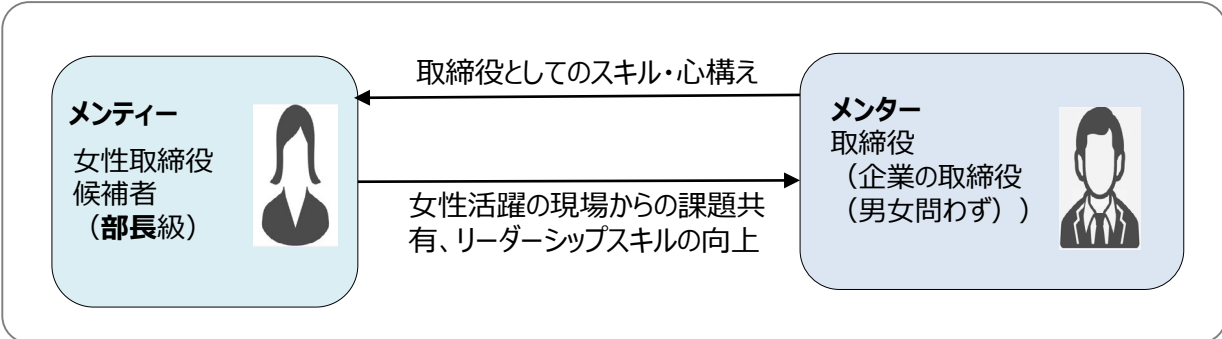 取締役としてのスキル・心構え
メンティー
女性取締役
候補者
（部長級）
メンター
取締役
（企業の取締役
（男女問わず））
女性活躍の現場からの課題共
有、リーダーシップスキルの向上